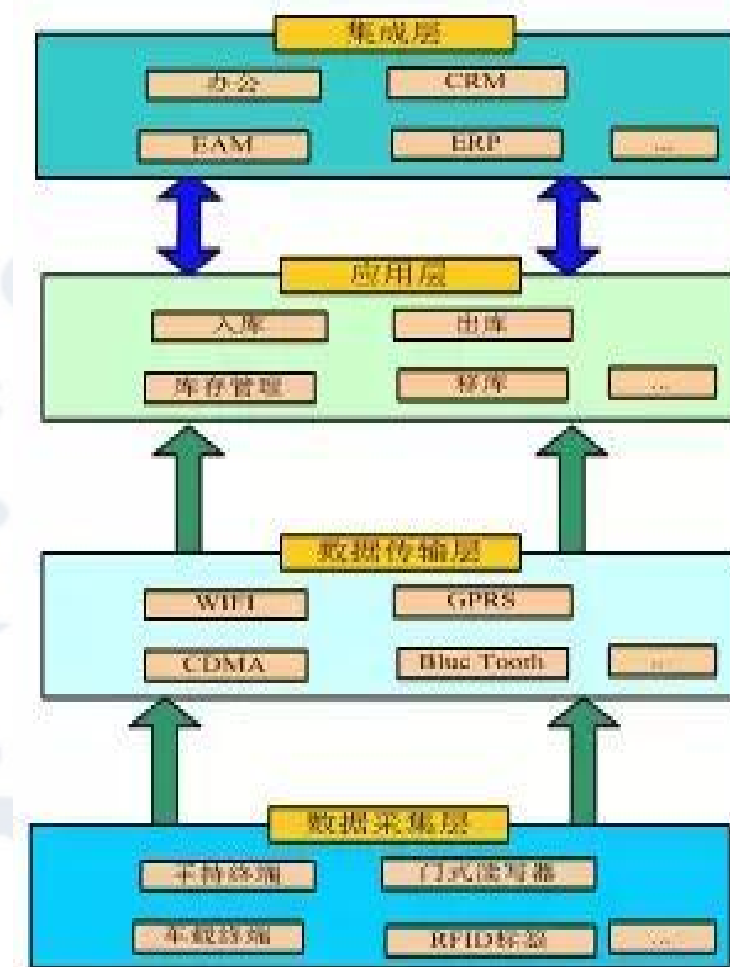 集成层
办公 CRM
EAM ERP ...
应用层
入库 出库
库存管理 移库 ...
数据传输层
WIFI GPRS
CDMA Blue Tooth ...
数据采集层
手持终端 门式读写器
车载终端 RFID标签 ...